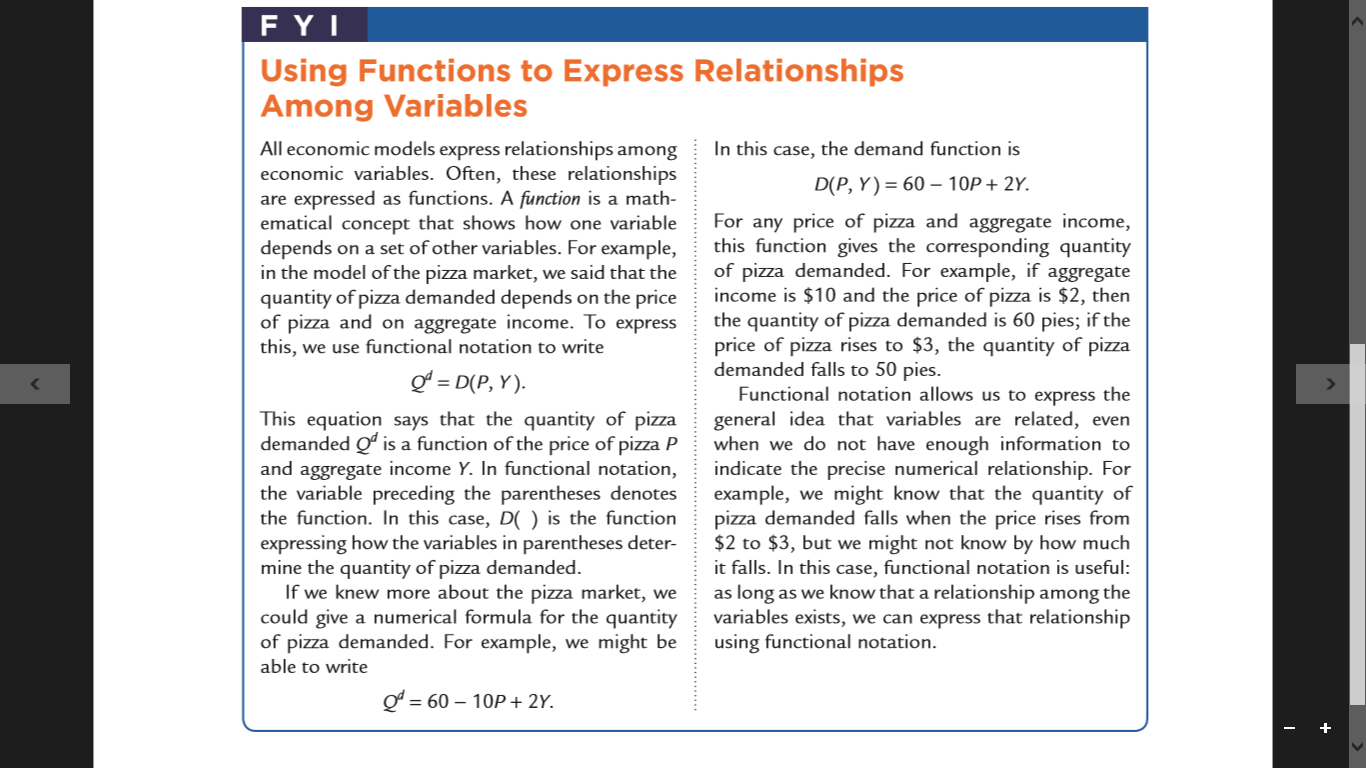 F Y I
Using Functions to Express Relationships
Among Variables
All economic models express relationships among
economic variables. Often, these relationships
are expressed as functions. A function is a math-
ematical concept that shows how one variable
depends on a set of other variables. For example,
in the model of the pizza market, we said that the
quantity of pizza demanded depends on the price
of pizza and on aggregate income. To express
this, we use functional notation to write
Qᵈ = D(P, Y).
This equation says that the quantity of pizza
demanded Qᵈ is a function of the price of pizza P
and aggregate income Y. In functional notation,
the variable preceding the parentheses denotes
the function. In this case, D( ) is the function
expressing how the variables in parentheses deter-
mine the quantity of pizza demanded.
If we knew more about the pizza market, we
could give a numerical formula for the quantity
of pizza demanded. For example, we might be
able to write
Qᵈ = 60 – 10P + 2Y.
In this case, the demand function is
D(P, Y) = 60 – 10P + 2Y.
For any price of pizza and aggregate income,
this function gives the corresponding quantity
of pizza demanded. For example, if aggregate
income is $10 and the price of pizza is $2, then
the quantity of pizza demanded is 60 pies; if the
price of pizza rises to $3, the quantity of pizza
demanded falls to 50 pies.
Functional notation allows us to express the
general idea that variables are related, even
when we do not have enough information to
indicate the precise numerical relationship. For
example, we might know that the quantity of
pizza demanded falls when the price rises from
$2 to $3, but we might not know by how much
it falls. In this case, functional notation is useful:
as long as we know that a relationship among the
variables exists, we can express that relationship
using functional notation.